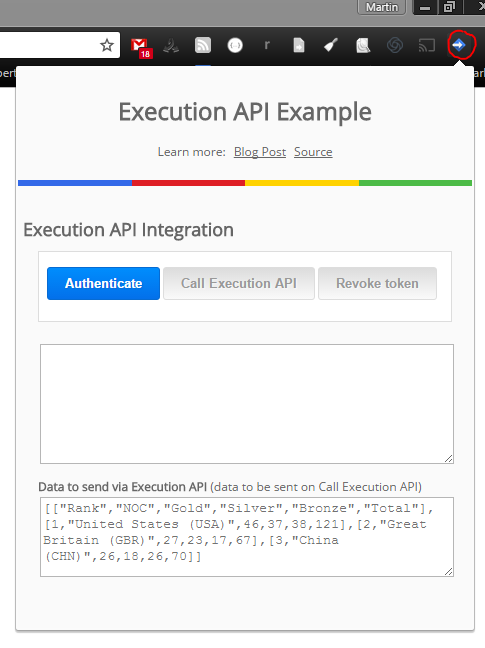 Martin
18
r
Execution API Example
Learn more: Blog Post Source
Execution API Integration
Authenticate Call Execution API Revoke token
Data to send via Execution API (data to be sent on Call Execution API)
[["Rank","NOC","Gold","Silver","Bronze","Total"],
[1,"United States (USA)",46,37,38,121],[2,"Great
Britain (GBR)",27,23,17,67],[3,"China
(CHN)",26,18,26,70]]